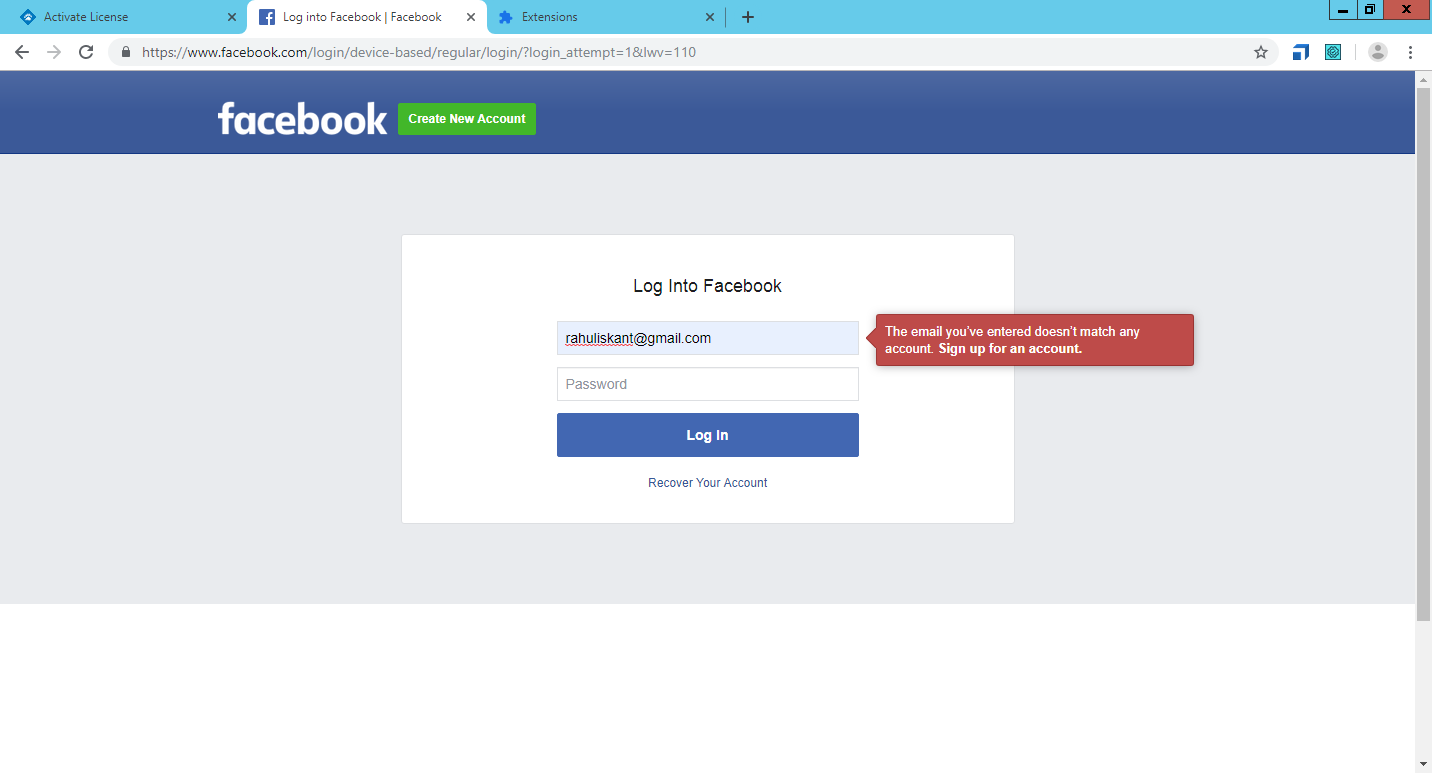 Activate License
Log into Facebook | Facebook
Extensions
https://www.facebook.com/login/device-based/regular/login/?login_attempt=1&lwv=110
facebook
Create New Account
Log Into Facebook
rahuliskant@gmail.com
The email you've entered doesn't match any
account. Sign up for an account.
Password
Log In
Recover Your Account